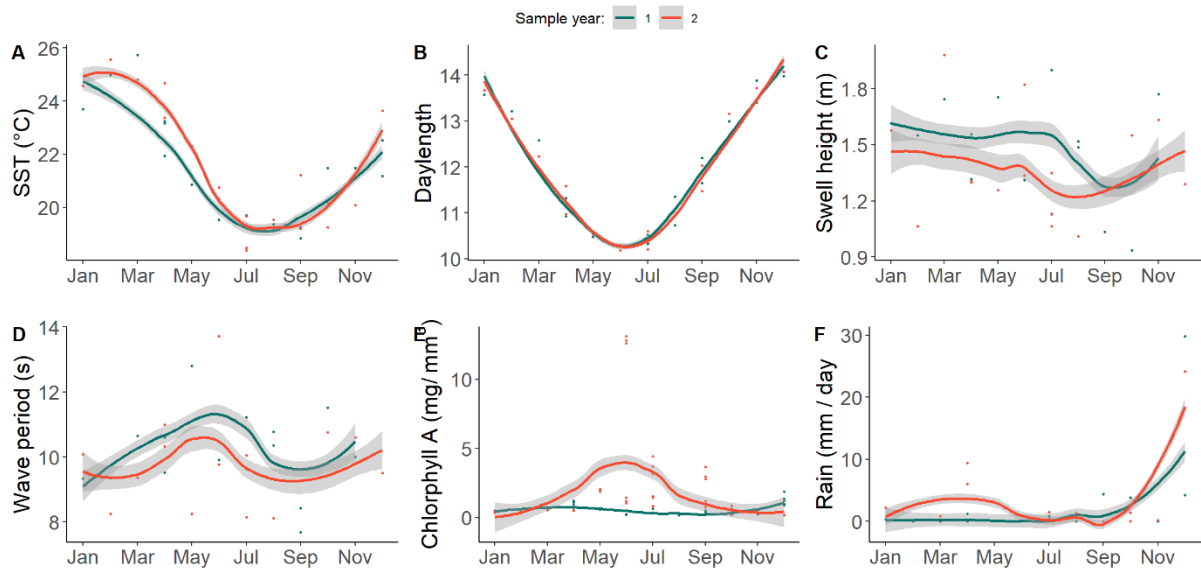 Sample year: 1 2
A
SST (°C)
26
24
22
20
Jan Mar May Jul Sep Nov
B
Daylength
14
13
12
11
10
Jan Mar May Jul Sep Nov
C
Swell height (m)
1.8
1.5
1.2
0.9
Jan Mar May Jul Sep Nov
D
Wave period (s)
14
12
10
8
Jan Mar May Jul Sep Nov
E
Chlorophyll A (mg/mm³)
10
5
0
Jan Mar May Jul Sep Nov
F
Rain (mm / day
30
20
10
0
Jan Mar May Jul Sep Nov